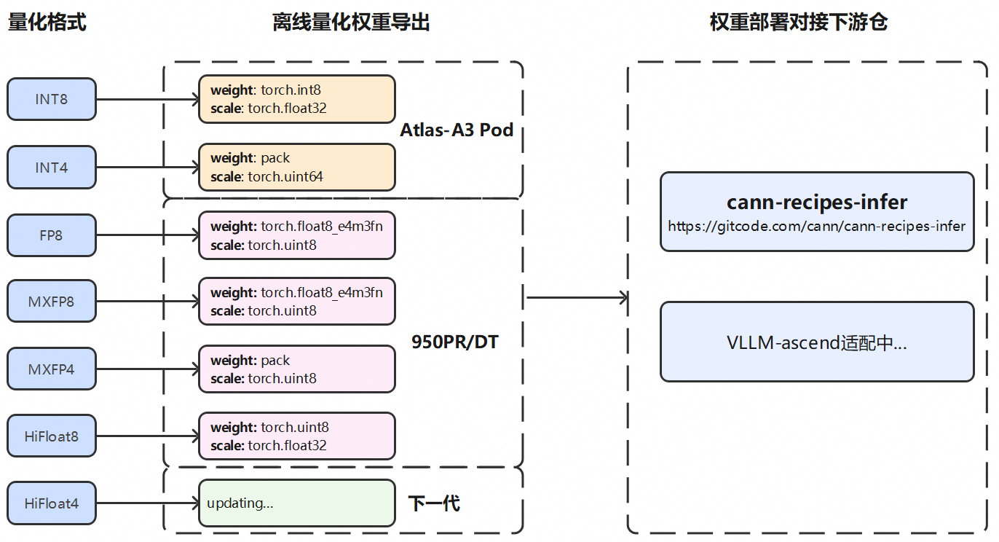 量化格式
离线量化权重导出
权重部署对接下游仓
INT8
weight: torch.int8
scale: torch.float32
Atlas-A3 Pod
INT4
weight: pack
scale: torch.uint64
FP8
weight: torch.float8_e4m3fn
scale: torch.uint8
MXFP8
weight: torch.float8_e4m3fn
scale: torch.uint8
950PR/DT
MXFP4
weight: pack
scale: torch.uint8
HiFloat8
weight: torch.uint8
scale: torch.float32
HiFloat4
updating...
下一代
cann-recipes-infer
https://gitcode.com/cann/cann-recipes-infer
VLLM-ascend适配中...